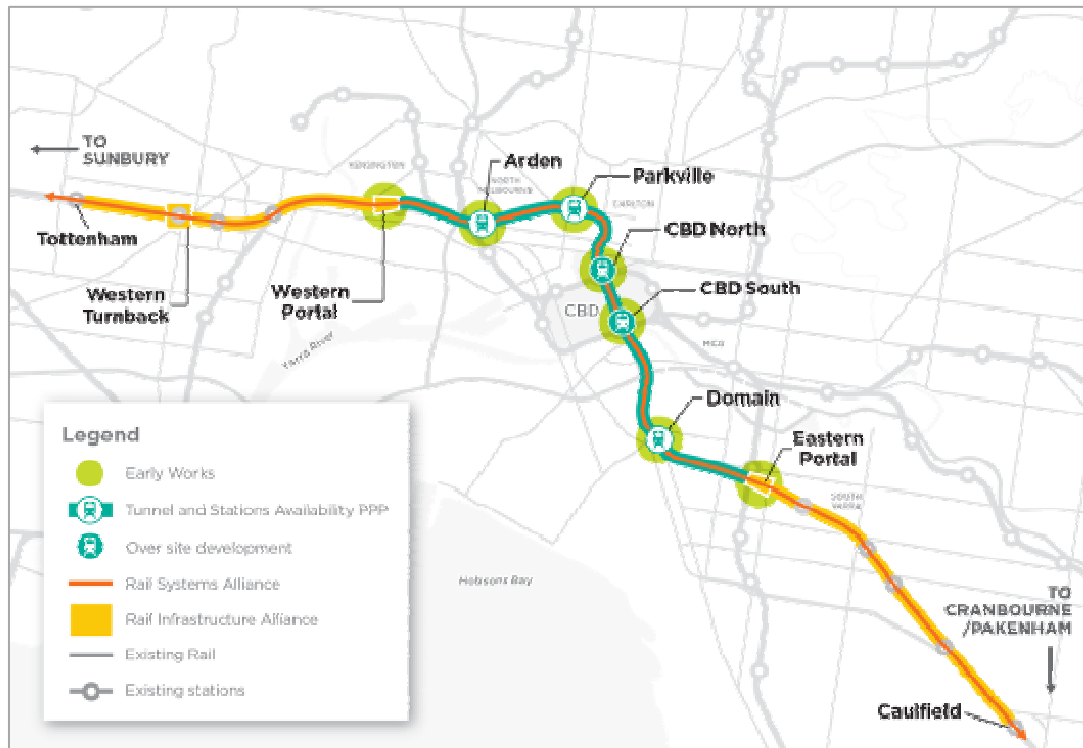 TO
SUNBURY
KENSINGTON
Arden
NORTH
MELBOURNE
Parkville
CARLTON
CBD North
Tottenham
Western
Turnback
Western
Portal
CBD
CBD South
Yarra River
Domain
Eastern
Portal
SOUTH
YARRA
Hobsons Bay
TO
CRANBOURNE
/PAKENHAM
Caulfield
Legend
Early Works
Tunnel and Stations Availability PPP
Over site development
Rail Systems Alliance
Rail Infrastructure Alliance
Existing Rail
Existing stations